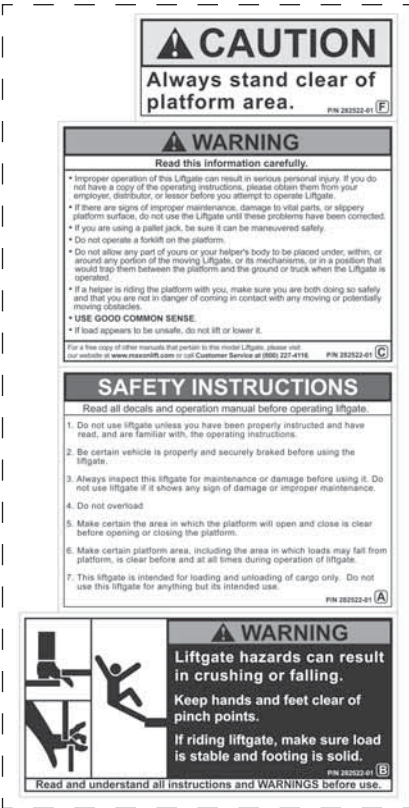 CAUTION
Always stand clear of
platform area.
P/N 282522-01 F
WARNING
Read this information carefully.
• Improper operation of this Liftgate can result in serious personal injury. If you do
not have a copy of the operating instructions, please obtain them from your
employer, distributor, or lessor before you attempt to operate Liftgate.
• If there are signs of improper maintenance, damage to vital parts, or slippery
platform surface, do not use the Liftgate until these problems have been corrected.
• If you are using a pallet jack, be sure it can be maneuvered safely.
• Do not operate a forklift on the platform.
• Do not allow any part of yours or your helper's body to be placed under, within, or
around any portion of the moving Liftgate, or its mechanisms, or in a position that
would trap them between the platform and the ground or truck when the Liftgate is
operated.
• If a helper is riding the platform with you, make sure you are both doing so safely
and that you are not in danger of coming in contact with any moving or potentially
moving obstacles.
• USE GOOD COMMON SENSE.
• If load appears to be unsafe, do not lift or lower it.
For a free copy of other manuals that pertain to this model Liftgate, please visit
our website at www.maxonlift.com or call Customer Service at (800) 227-4116.
P/N 282522-01 C
SAFETY INSTRUCTIONS
Read all decals and operation manual before operating liftgate.
1. Do not use liftgate unless you have been properly instructed and have
read, and are familiar with, the operating instructions.
2. Be certain vehicle is properly and securely braked before using the
liftgate.
3. Always inspect this liftgate for maintenance or damage before using it. Do
not use liftgate if it shows any sign of damage or improper maintenance.
4. Do not overload
5. Make certain the area in which the platform will open and close is clear
before opening or closing the platform.
6. Make certain platform area, including the area in which loads may fall from
platform, is clear before and at all times during operation of liftgate.
7. This liftgate is intended for loading and unloading of cargo only. Do not
use this liftgate for anything but its intended use.
P/N 282522-01 A
WARNING
Liftgate hazards can result
in crushing or falling.
Keep hands and feet clear of
pinch points.
If riding liftgate, make sure load
is stable and footing is solid.
P/N 282522-01 B
Read and understand all instructions and WARNINGS before use.